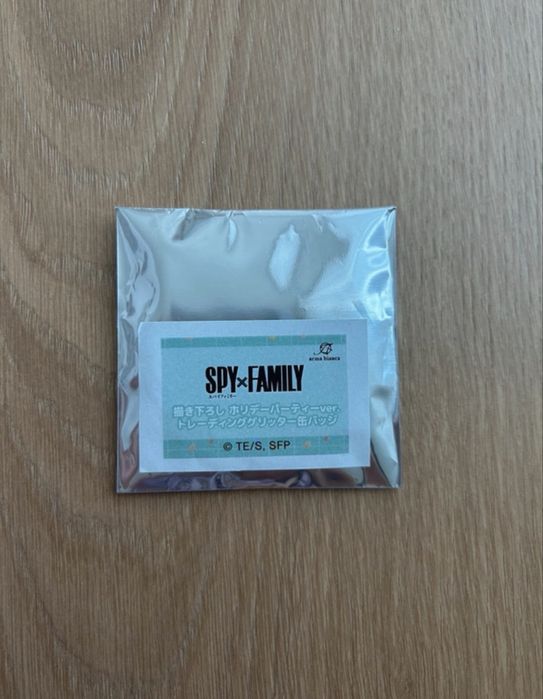 arma bianca
SPY×FAMILY
スパイファミリー
描き下ろし ホリデーパーティーver.
トレーディンググリッター缶バッジ
© TE/S, SFP